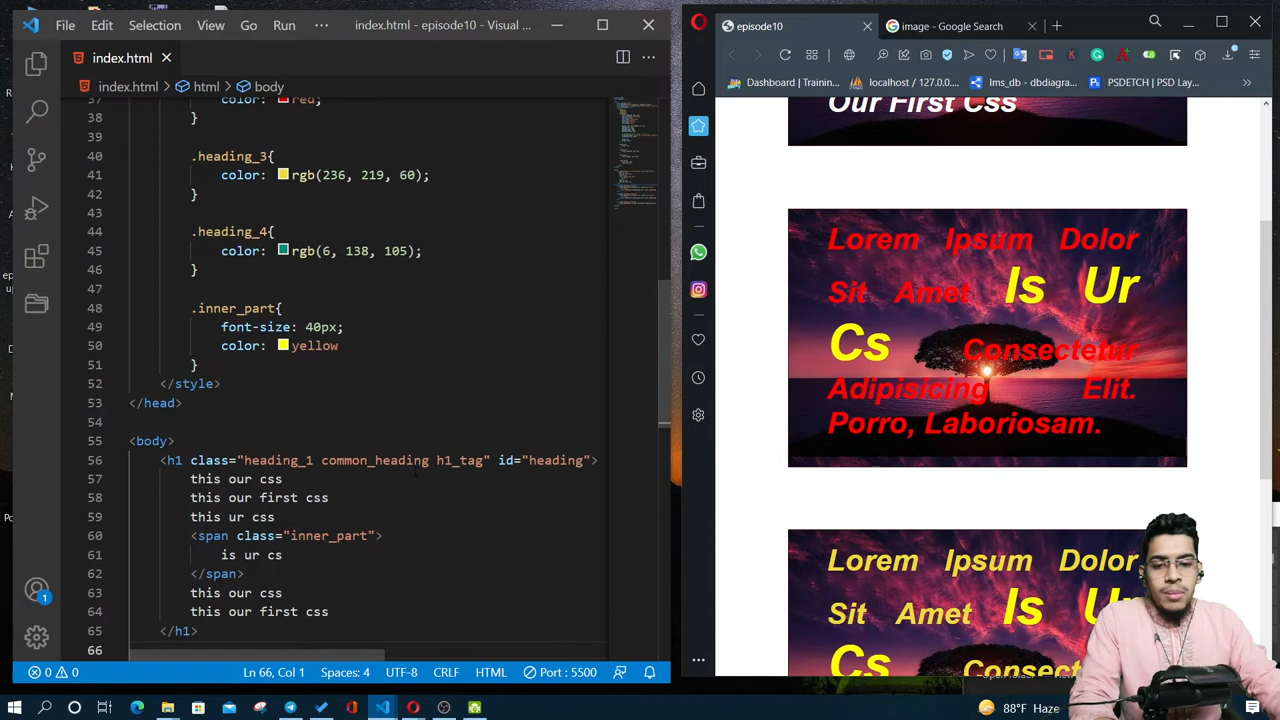 File Edit Selection View Go Run ··· index.html - episode10 - Visual ...
index.html
index.html > html > body
37 color: red;
38 }
39
40 .heading_3{
41 color: rgb(236, 219, 60);
42 }
43
44 .heading_4{
45 color: rgb(6, 138, 105);
46 }
47
48 .inner_part{
49 font-size: 40px;
50 color: yellow
51 }
52 </style>
53 </head>
54
55 <body>
56 <h1 class="heading_1 common_heading h1_tag" id="heading">
57 this our css
58 this our first css
59 this ur css
60 <span class="inner_part">
61 is ur cs
62 </span>
63 this our css
64 this our first css
65 </h1>
66
1
0 0 Ln 66, Col 1 Spaces: 4 UTF-8 CRLF HTML Port : 5500
episode10
image - Google Search
Dashboard | Trainin... localhost / 127.0.0.... lms_db - dbdiagra... PSDETCH | PSD Lay...
Our First Css
Lorem Ipsum Dolor
Sit Amet Is Ur
Cs Consectetur
Adipisicing Elit.
Porro, Laboriosam.
Lorem Ipsum Dolor
Sit Amet Is Ur
Cs
88°F Haze